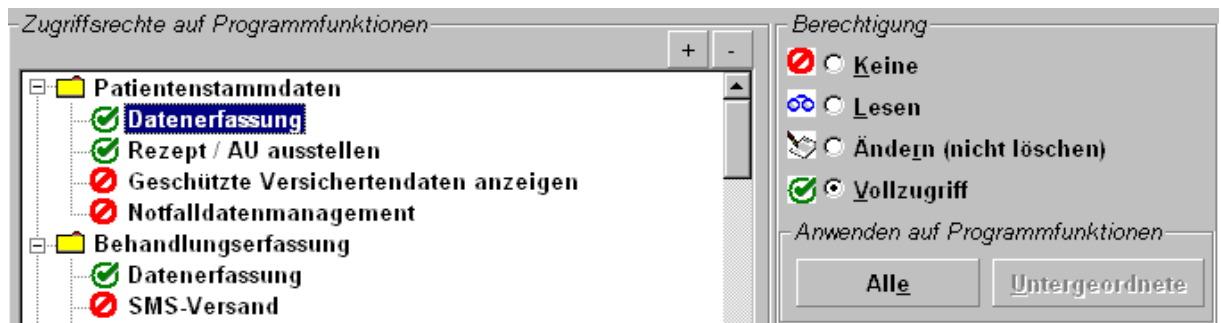 Zugriffsrechte auf Programmfunktionen
+ -
Patientenstammdaten
Datenerfassung
Rezept / AU ausstellen
Geschützte Versichertendaten anzeigen
Notfalldatenmanagement
Behandlungserfassung
Datenerfassung
SMS-Versand
Berechtigung
Keine
Lesen
Ändern (nicht löschen)
Vollzugriff
Anwenden auf Programmfunktionen
Alle Untergeordnete